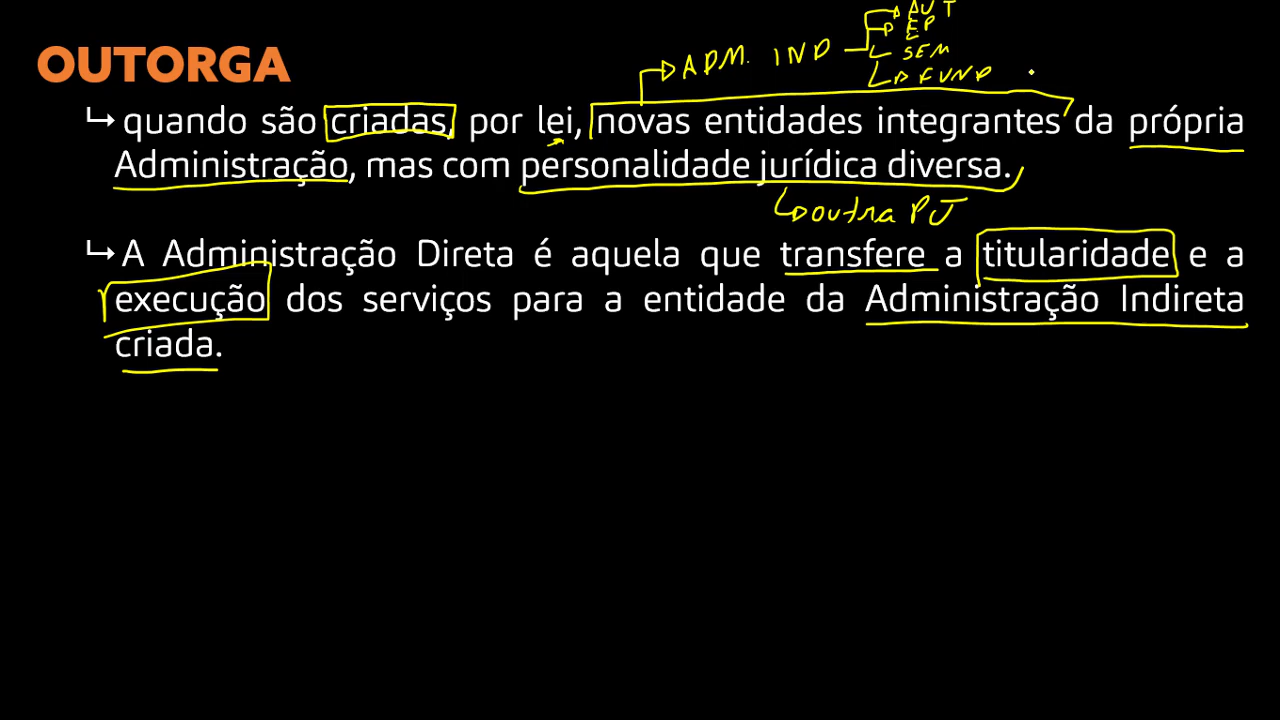 AUT
EP
ADM. IND
SEM
FUND
OUTORGA
↳ quando são criadas, por lei, novas entidades integrantes da própria
Administração, mas com personalidade jurídica diversa.
outra PJ
↳ A Administração Direta é aquela que transfere a titularidade e a
execução dos serviços para a entidade da Administração Indireta
criada.